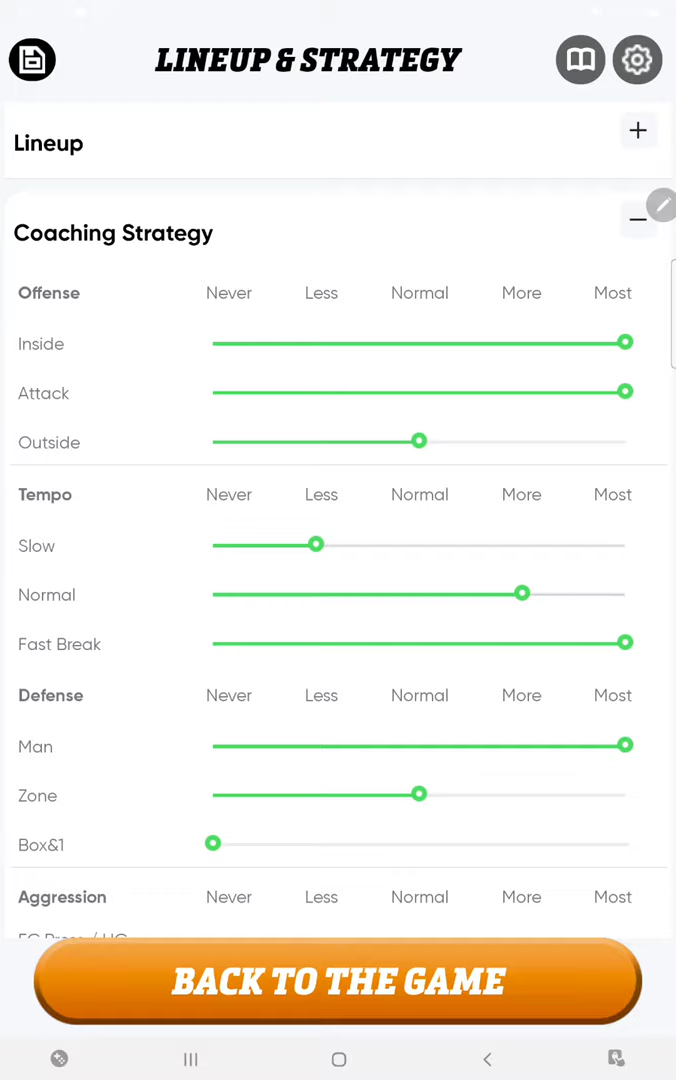 LINEUP & STRATEGY
Lineup
Coaching Strategy
Offense Never Less Normal More Most
Inside
Attack
Outside
Tempo Never Less Normal More Most
Slow
Normal
Fast Break
Defense Never Less Normal More Most
Man
Zone
Box&1
Aggression Never Less Normal More Most
BACK TO THE GAME